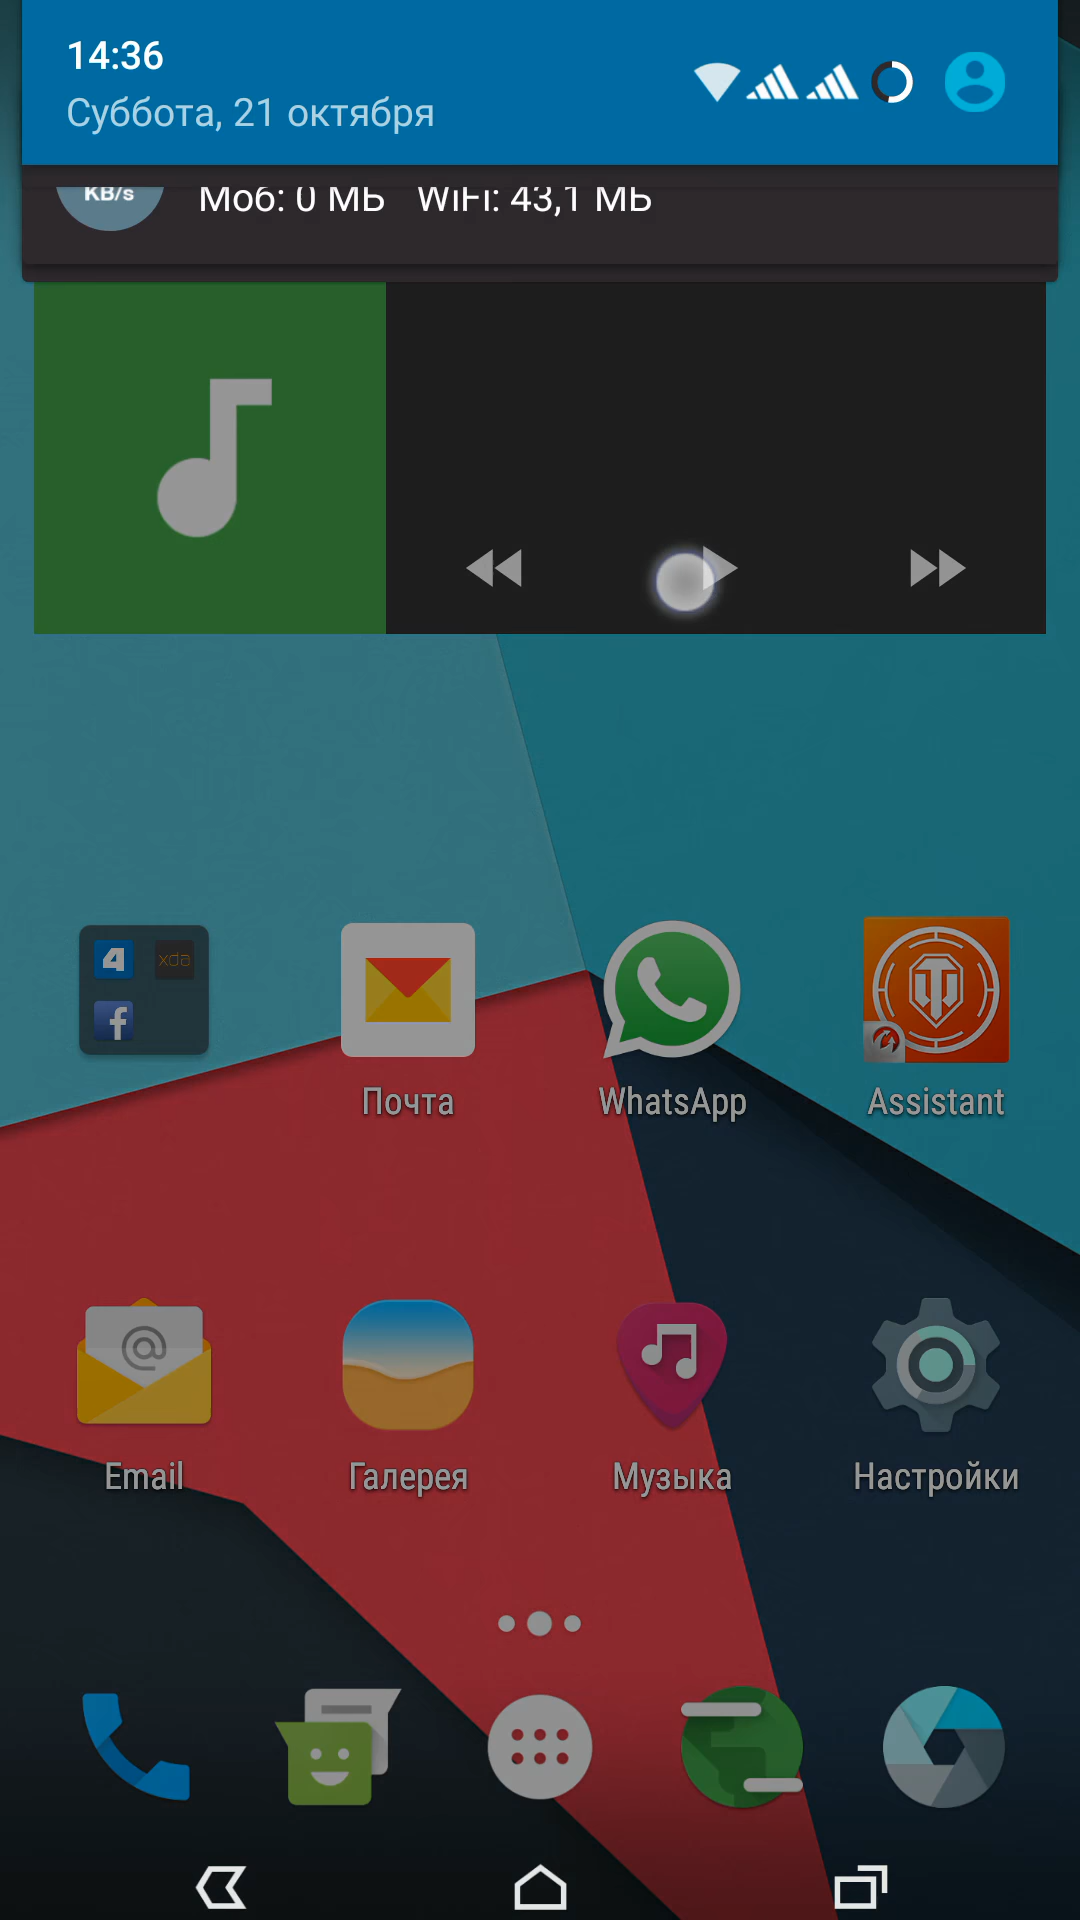 14:36
Суббота, 21 октября
KB/s
Моб: 0 МБ WiFi: 43,1 МБ
4 xda
f
Почта
WhatsApp
Assistant
@
Email
Галерея
Музыка
Настройки